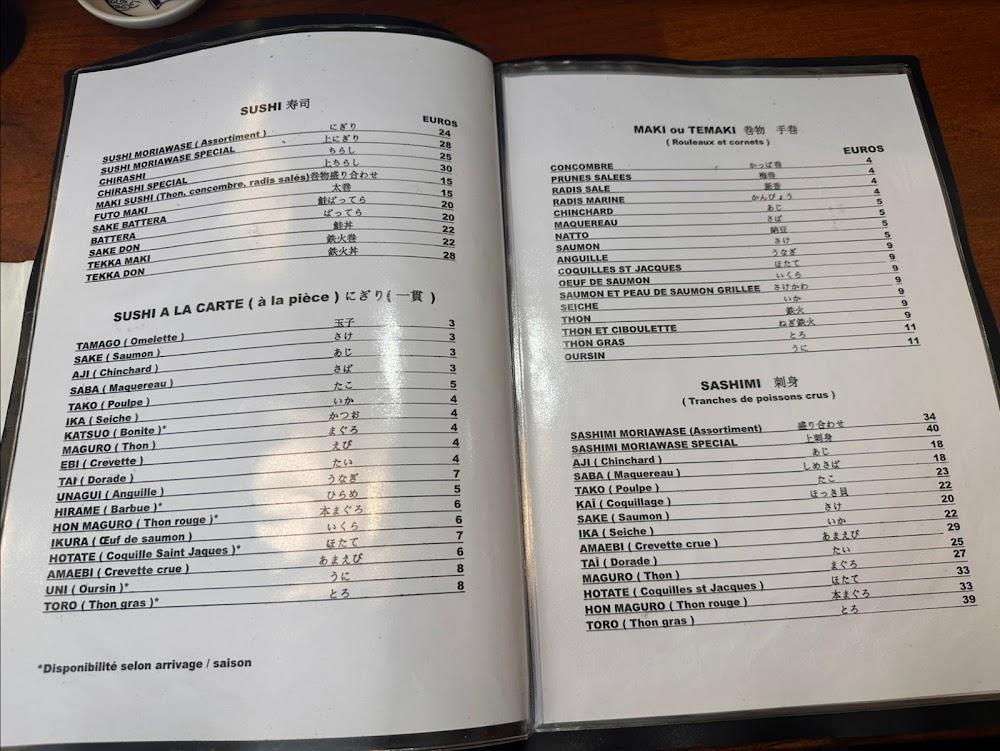 SUSHI 寿司
EUROS
SUSHI MORIAWASE ( Assortiment ) にぎり 24
SUSHI MORIAWASE SPECIAL 上にぎり 28
CHIRASHI ちらし 25
CHIRASHI SPECIAL 上ちらし 30
MAKI SUSHI (Thon, concombre, radis salés)巻物盛り合わせ 15
FUTO MAKI 太巻 15
SAKE BATTERA 鮭ばってら 20
BATTERA ばってら 20
SAKE DON 鮭丼 22
TEKKA MAKI 鉄火巻 22
TEKKA DON 鉄火丼 28
SUSHI A LA CARTE ( à la pièce ) にぎり( 一貫 )
TAMAGO ( Omelette ) 玉子 3
SAKE ( Saumon ) さけ 3
AJI ( Chinchard ) あじ 3
SABA ( Maquereau ) さば 3
TAKO ( Poulpe ) たこ 5
IKA ( Seiche ) いか 4
KATSUO ( Bonite )* かつお 4
MAGURO ( Thon ) まぐろ 4
EBI ( Crevette ) えび 4
TAI ( Dorade ) たい 4
UNAGUI ( Anguille ) うなぎ 7
HIRAME ( Barbue )* ひらめ 5
HON MAGURO ( Thon rouge )* 本まぐろ 6
IKURA ( Œuf de saumon ) いくら 6
HOTATE ( Coquille Saint Jaques )* ほたて 7
AMAEBI ( Crevette crue ) あまえび 6
UNI ( Oursin )* うに 8
TORO ( Thon gras )* とろ 8
*Disponibilité selon arrivage / saison
MAKI ou TEMAKI 巻物 手巻
( Rouleaux et cornets )
EUROS
CONCOMBRE かっぱ巻 4
PRUNES SALEES 梅巻 4
RADIS SALE 新香 4
RADIS MARINE かんぴょう 4
CHINCHARD あじ 5
MAQUEREAU さば 5
NATTO 納豆 5
SAUMON さけ 5
ANGUILLE うなぎ 9
COQUILLES ST JACQUES ほたて 9
OEUF DE SAUMON いくら 9
SAUMON ET PEAU DE SAUMON GRILLEE さけかわ 9
SEICHE いか 9
THON 鉄火 9
THON ET CIBOULETTE ねぎ鉄火 9
THON GRAS とろ 11
OURSIN うに 11
SASHIMI 刺身
( Tranches de poissons crus )
SASHIMI MORIAWASE (Assortiment) 盛り合わせ 34
SASHIMI MORIAWASE SPECIAL 上刺身 40
AJI ( Chinchard ) あじ 18
SABA ( Maquereau ) しめさば 18
TAKO ( Poulpe ) たこ 23
KAÏ ( Coquillage ) ほっき貝 22
SAKE ( Saumon ) さけ 20
IKA ( Seiche ) いか 22
AMAEBI ( Crevette crue ) あまえび 29
TAÏ ( Dorade ) たい 25
MAGURO ( Thon ) まぐろ 27
HOTATE ( Coquilles st Jacques ) ほたて 33
HON MAGURO ( Thon rouge ) 本まぐろ 33
TORO ( Thon gras ) とろ 39